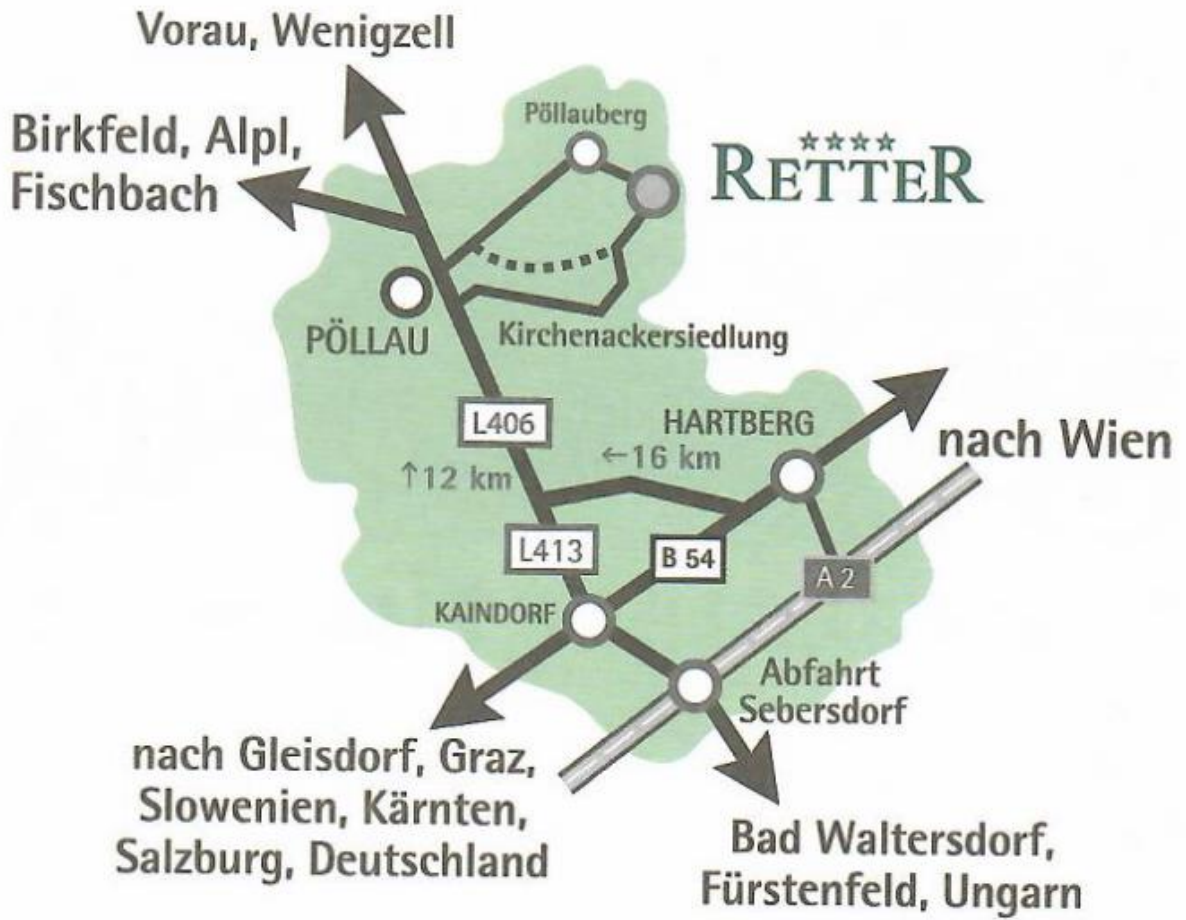 Vorau, Wenigzell
Birkfeld, Alpl,
Fischbach
Pöllauberg
****
RETTER
PÖLLAU
Kirchenackersiedlung
L406
HARTBERG
nach Wien
←16 km
↑12 km
L413
B 54
A 2
KAINDORF
Abfahrt
Sebersdorf
nach Gleisdorf, Graz,
Slowenien, Kärnten,
Salzburg, Deutschland
Bad Waltersdorf,
Fürstenfeld, Ungarn